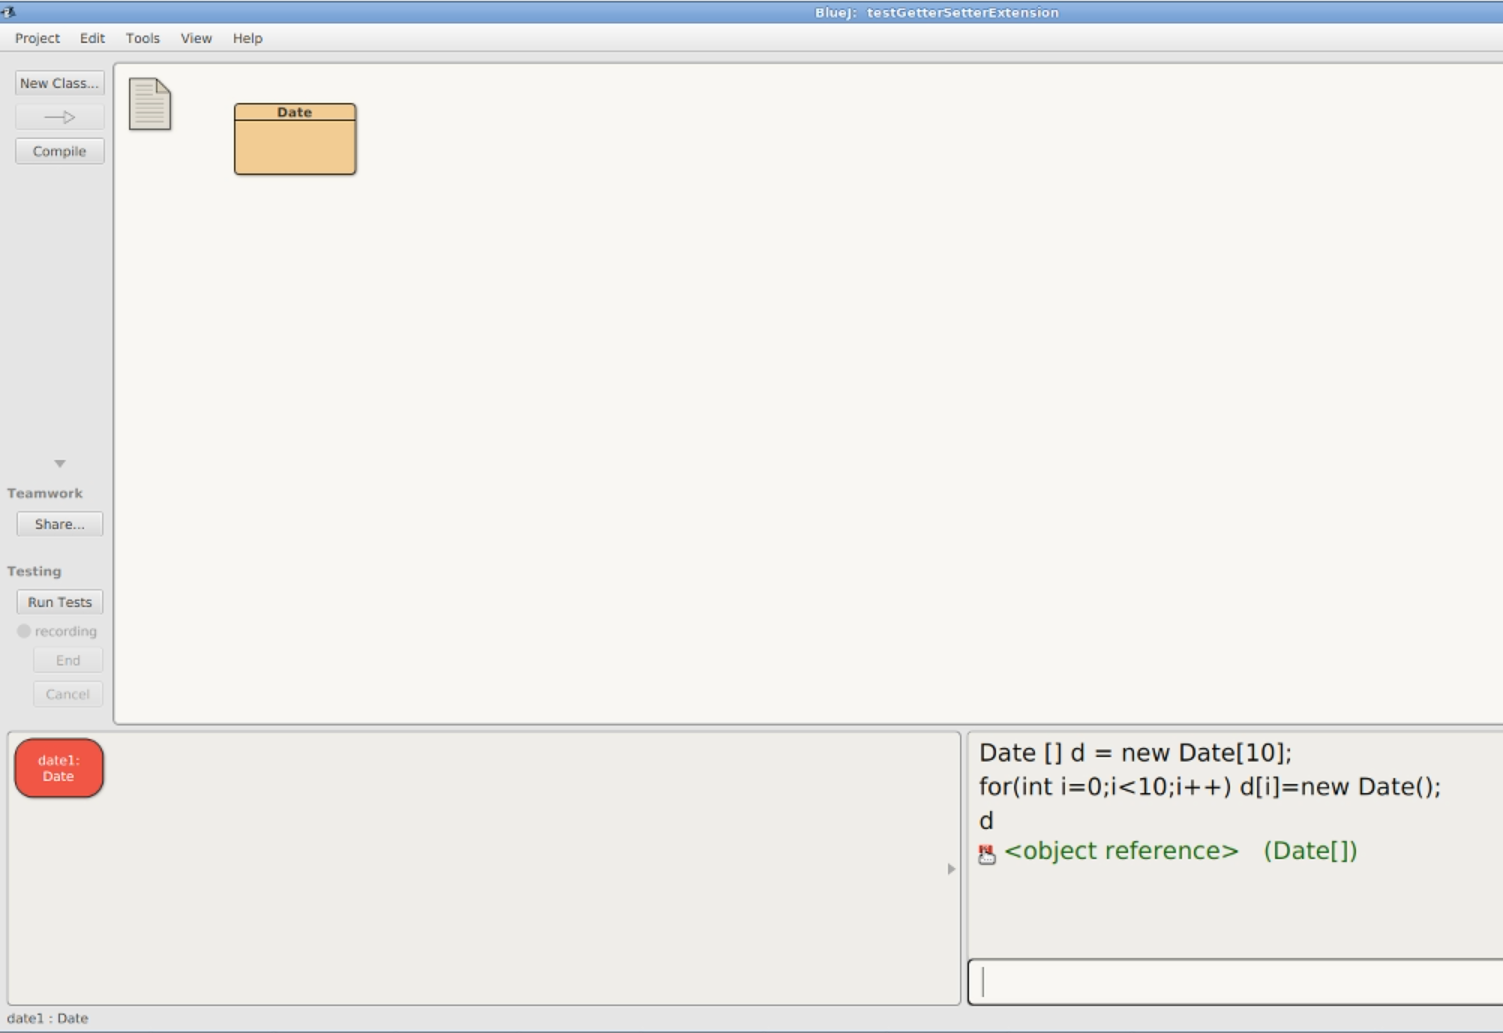 BlueJ: testGetterSetterExtension
Project Edit Tools View Help
New Class...
Compile
Date
Teamwork
Share...
Testing
Run Tests
recording
End
Cancel
date1:
Date
Date [] d = new Date[10];
for(int i=0;i<10;i++) d[i]=new Date();
d
<object reference> (Date[])
date1 : Date